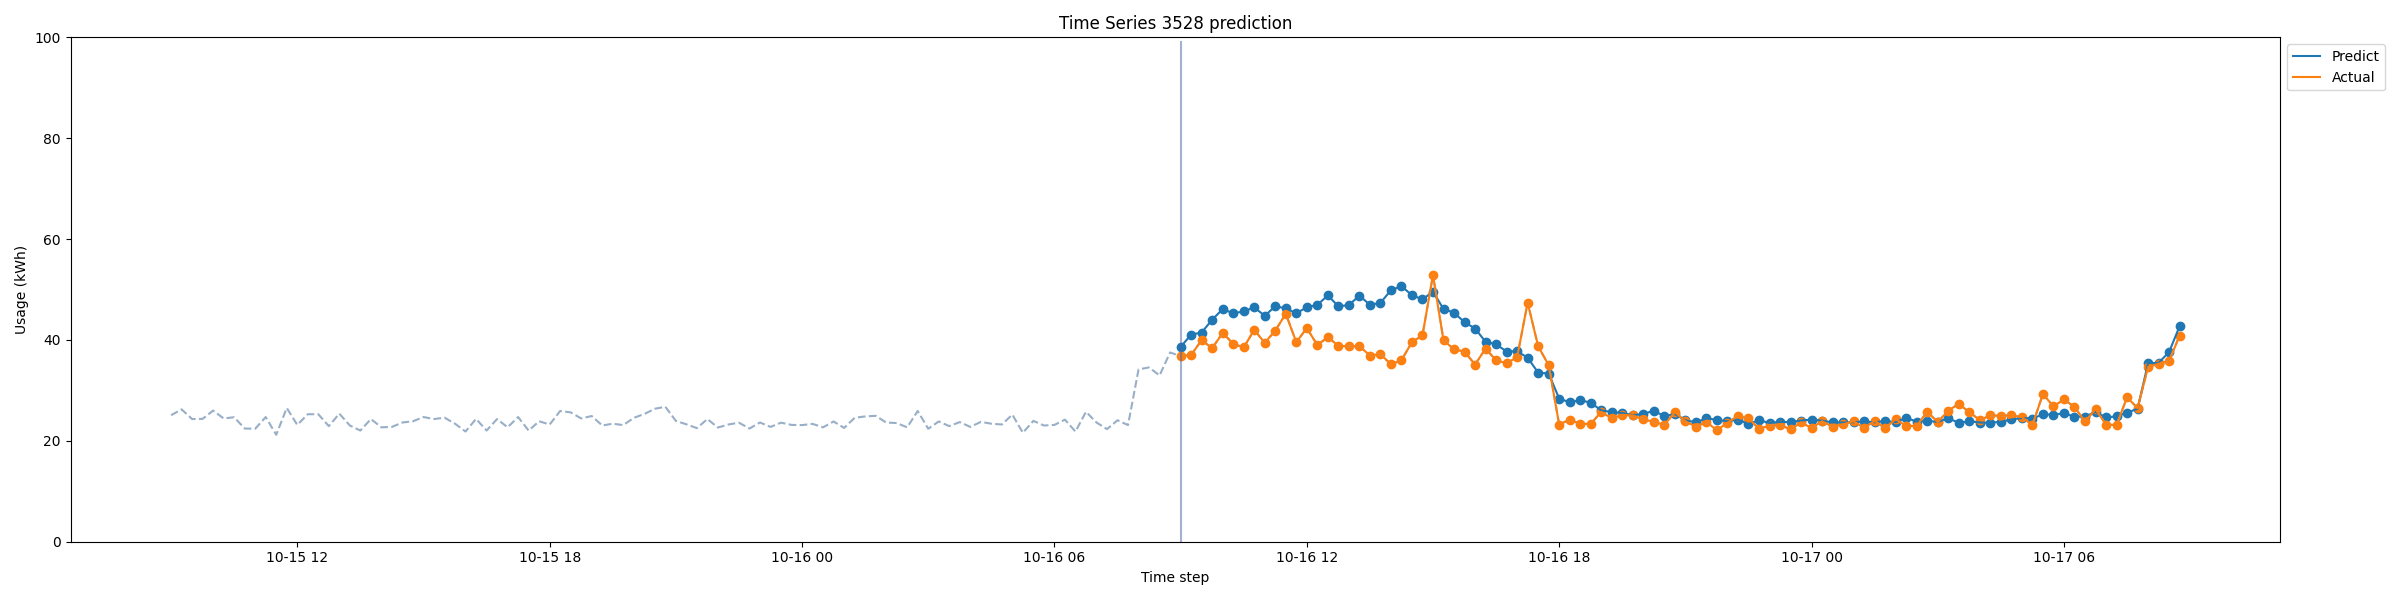 Time Series 3528 prediction
100
80
60
40
20
0
Usage (kWh)
10-15 12
10-15 18
10-16 00
10-16 06
10-16 12
10-16 18
10-17 00
10-17 06
Time step
Predict
Actual